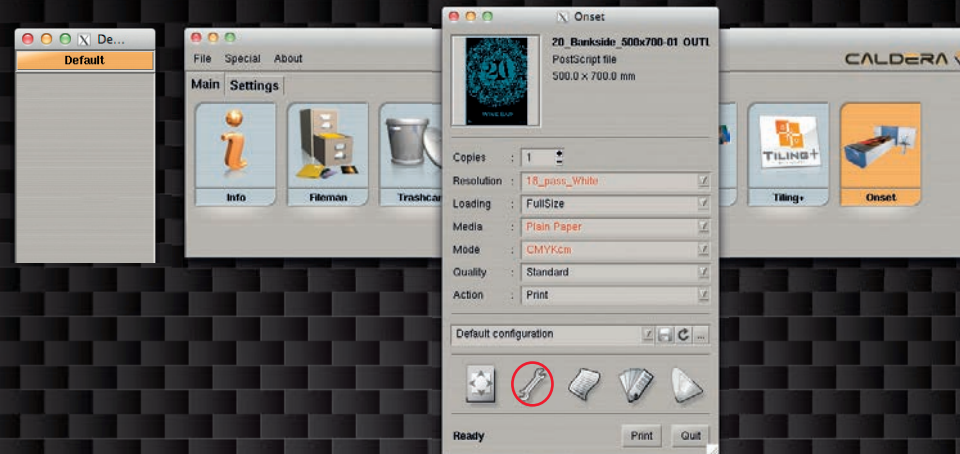 De...
Default
File Special About
CALDERA
Main Settings
Info
Fileman
Trashcan
Tiling+
TILING+
Onset
Onset
20_Bankside_500x700-01 OUTL
PostScript file
500.0 x 700.0 mm
20
WINE BAR
Copies : 1
Resolution : 18_pass_White
Loading : FullSize
Media : Plain Paper
Mode : CMYKcm
Quality : Standard
Action : Print
Default configuration
...
Ready
Print
Quit